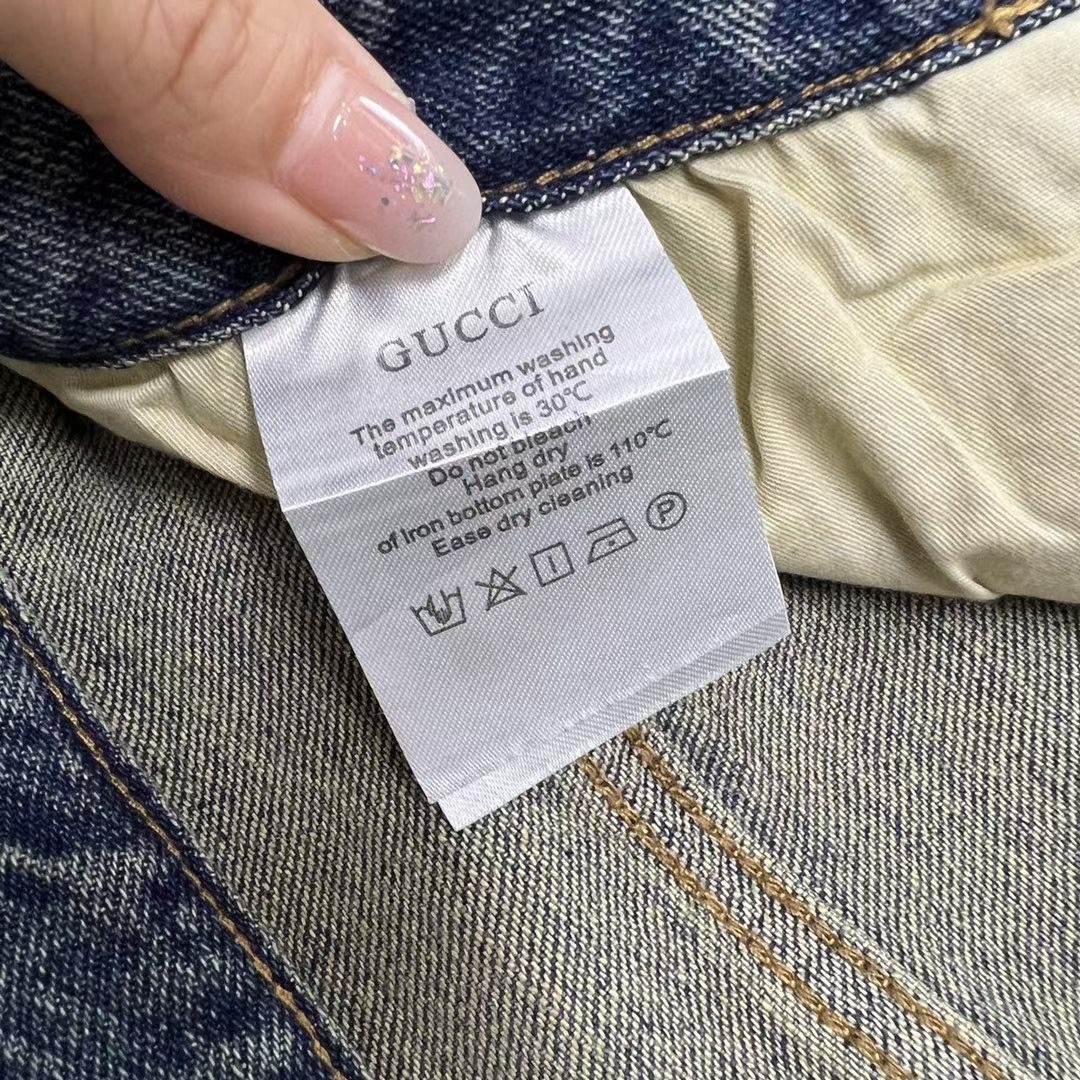 GUCCI
The maximum washing
temperature of hand
washing is 30°C
Do not bleach
Hang dry
of Iron bottom plate is 110°C
Ease dry cleaning
P